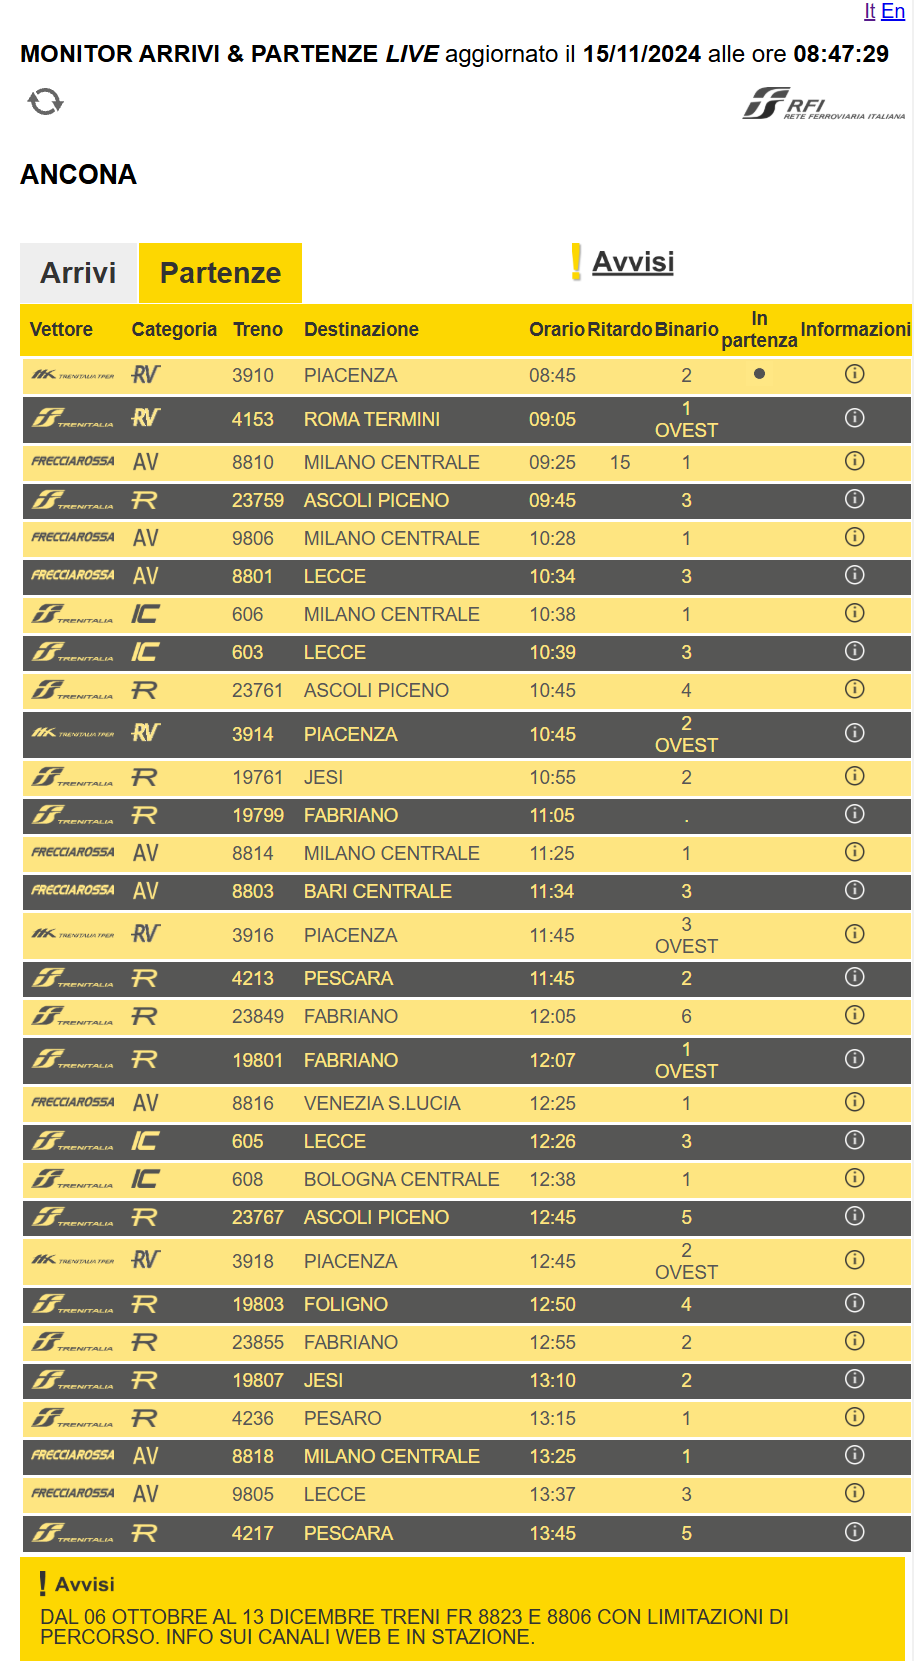 It En
MONITOR ARRIVI & PARTENZE LIVE aggiornato il 15/11/2024 alle ore 08:47:29
RFI
RETE FERROVIARIA ITALIANA
ANCONA
Arrivi Partenze ! Avvisi
Vettore Categoria Treno Destinazione Orario Ritardo Binario In partenza Informazioni
TRENITALIA TPER RV 3910 PIACENZA 08:45 2
TRENITALIA RV 4153 ROMA TERMINI 09:05 1 OVEST
FRECCIAROSSA AV 8810 MILANO CENTRALE 09:25 15 1
TRENITALIA R 23759 ASCOLI PICENO 09:45 3
FRECCIAROSSA AV 9806 MILANO CENTRALE 10:28 1
FRECCIAROSSA AV 8801 LECCE 10:34 3
TRENITALIA IC 606 MILANO CENTRALE 10:38 1
TRENITALIA IC 603 LECCE 10:39 3
TRENITALIA R 23761 ASCOLI PICENO 10:45 4
TRENITALIA TPER RV 3914 PIACENZA 10:45 2 OVEST
TRENITALIA R 19761 JESI 10:55 2
TRENITALIA R 19799 FABRIANO 11:05 .
FRECCIAROSSA AV 8814 MILANO CENTRALE 11:25 1
FRECCIAROSSA AV 8803 BARI CENTRALE 11:34 3
TRENITALIA TPER RV 3916 PIACENZA 11:45 3 OVEST
TRENITALIA R 4213 PESCARA 11:45 2
TRENITALIA R 23849 FABRIANO 12:05 6
TRENITALIA R 19801 FABRIANO 12:07 1 OVEST
FRECCIAROSSA AV 8816 VENEZIA S.LUCIA 12:25 1
TRENITALIA IC 605 LECCE 12:26 3
TRENITALIA IC 608 BOLOGNA CENTRALE 12:38 1
TRENITALIA R 23767 ASCOLI PICENO 12:45 5
TRENITALIA TPER RV 3918 PIACENZA 12:45 2 OVEST
TRENITALIA R 19803 FOLIGNO 12:50 4
TRENITALIA R 23855 FABRIANO 12:55 2
TRENITALIA R 19807 JESI 13:10 2
TRENITALIA R 4236 PESARO 13:15 1
FRECCIAROSSA AV 8818 MILANO CENTRALE 13:25 1
FRECCIAROSSA AV 9805 LECCE 13:37 3
TRENITALIA R 4217 PESCARA 13:45 5
! Avvisi
DAL 06 OTTOBRE AL 13 DICEMBRE TRENI FR 8823 E 8806 CON LIMITAZIONI DI
PERCORSO. INFO SUI CANALI WEB E IN STAZIONE.